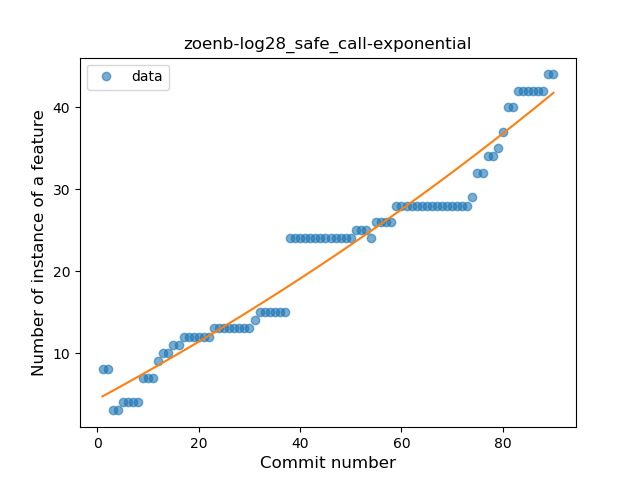 zoenb-log28_safe_call-exponential
data
Number of instance of a feature
40
30
20
10
0
20
40
60
80
Commit number